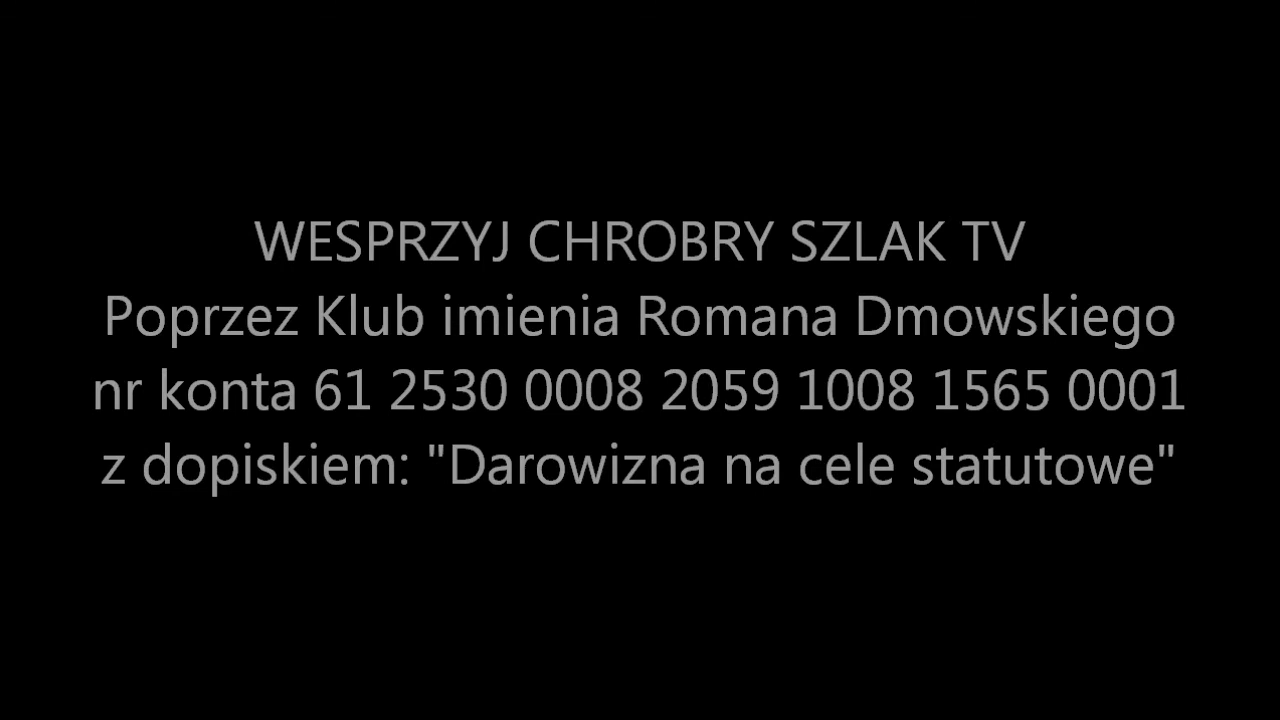 WESPRZYJ CHROBRY SZLAK TV
Poprzez Klub imienia Romana Dmowskiego
nr konta 61 2530 0008 2059 1008 1565 0001
z dopiskiem: "Darowizna na cele statutowe"